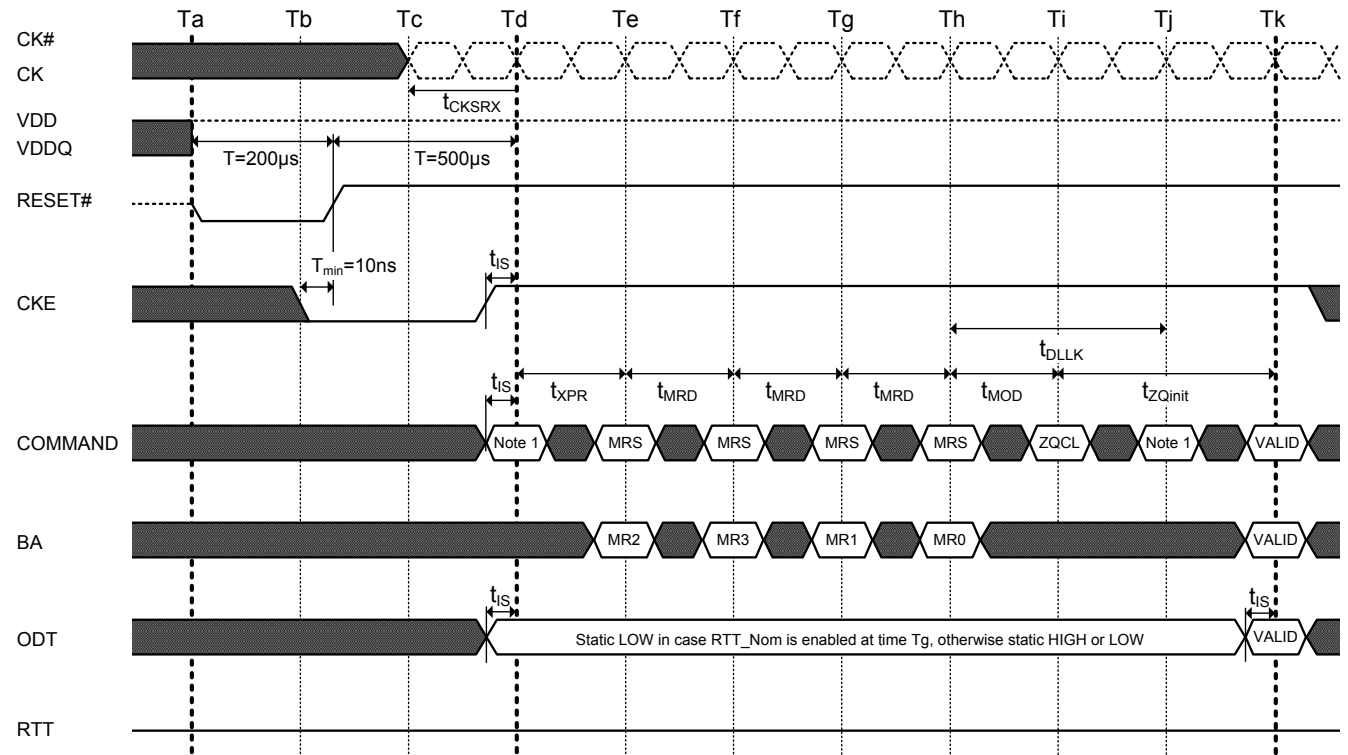 Ta Tb Tc Td Te Tf Tg Th Ti Tj Tk
CK#
CK
tCKSRX
VDD
VDDQ
T=200µs T=500µs
RESET#
Tmin=10ns
tIS
CKE
tDLLK
tIS tXPR tMRD tMRD tMRD tMOD tZQinit
COMMAND Note 1 MRS MRS MRS MRS ZQCL Note 1 VALID
BA MR2 MR3 MR1 MR0 VALID
tIS tIS
ODT Static LOW in case RTT_Nom is enabled at time Tg, otherwise static HIGH or LOW VALID
RTT